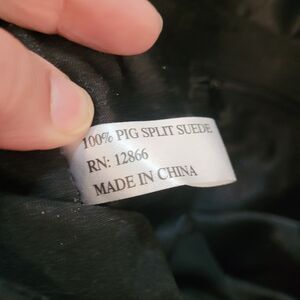 100% PIG SPLIT SUEDE
RN: 12866
MADE IN CHINA